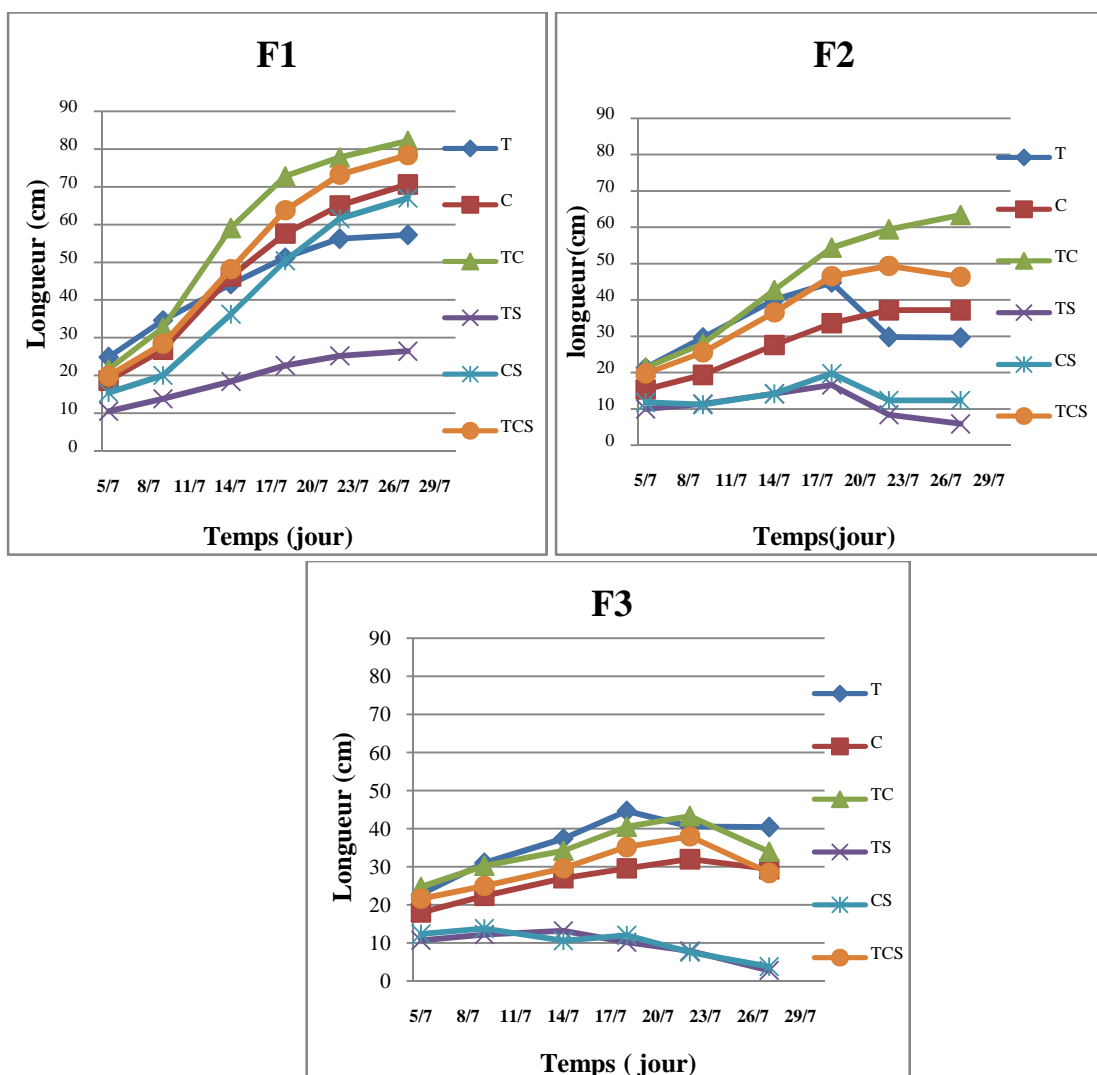 F1
Longueur (cm)
90
80
70
60
50
40
30
20
10
0
5/7 8/7 11/7 14/7 17/7 20/7 23/7 26/7 29/7
Temps (jour)
T
C
TC
TS
CS
TCS
F2
longueur(cm)
90
80
70
60
50
40
30
20
10
0
5/7 8/7 11/7 14/7 17/7 20/7 23/7 26/7 29/7
Temps(jour)
T
C
TC
TS
CS
TCS
F3
Longueur (cm)
90
80
70
60
50
40
30
20
10
0
5/7 8/7 11/7 14/7 17/7 20/7 23/7 26/7 29/7
Temps ( jour)
T
C
TC
TS
CS
TCS